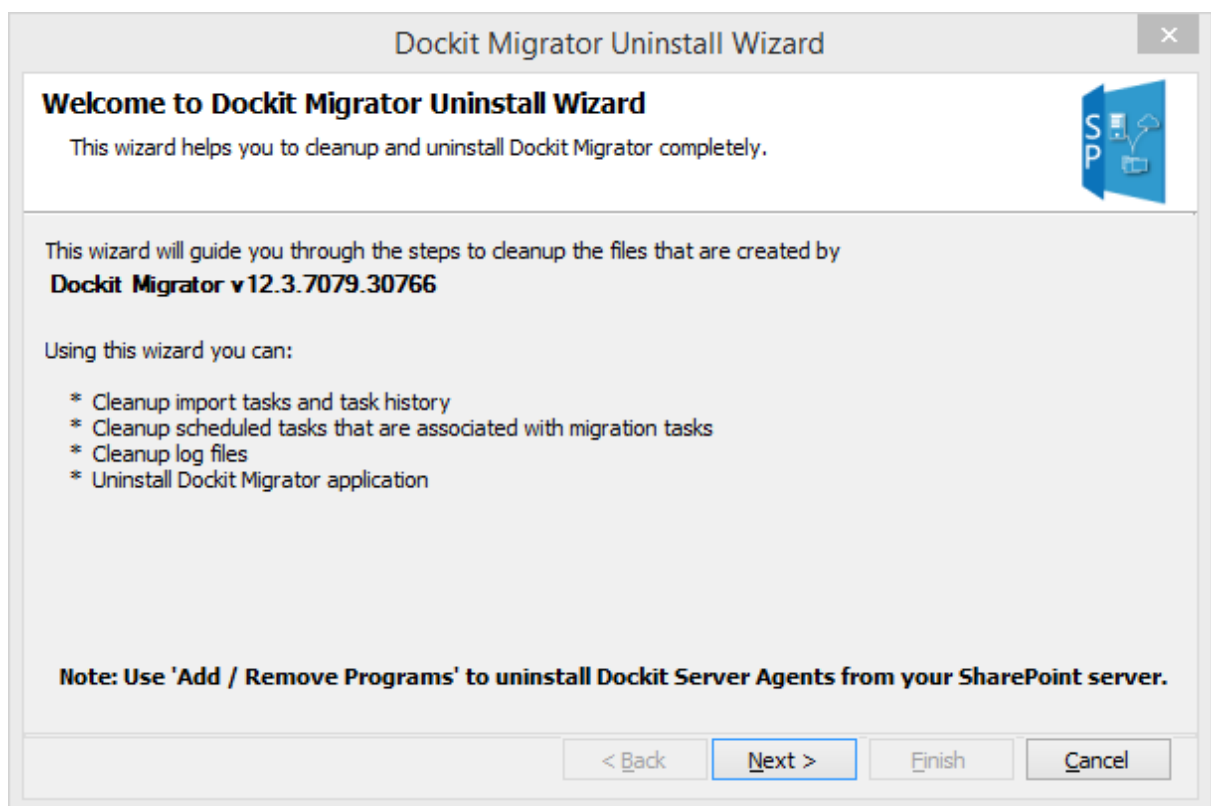 Dockit Migrator Uninstall Wizard
×
Welcome to Dockit Migrator Uninstall Wizard
This wizard helps you to cleanup and uninstall Dockit Migrator completely.
S
P
This wizard will guide you through the steps to cleanup the files that are created by
Dockit Migrator v12.3.7079.30766
Using this wizard you can:
* Cleanup import tasks and task history
* Cleanup scheduled tasks that are associated with migration tasks
* Cleanup log files
* Uninstall Dockit Migrator application
Note: Use 'Add / Remove Programs' to uninstall Dockit Server Agents from your SharePoint server.
< Back Next > Finish Cancel